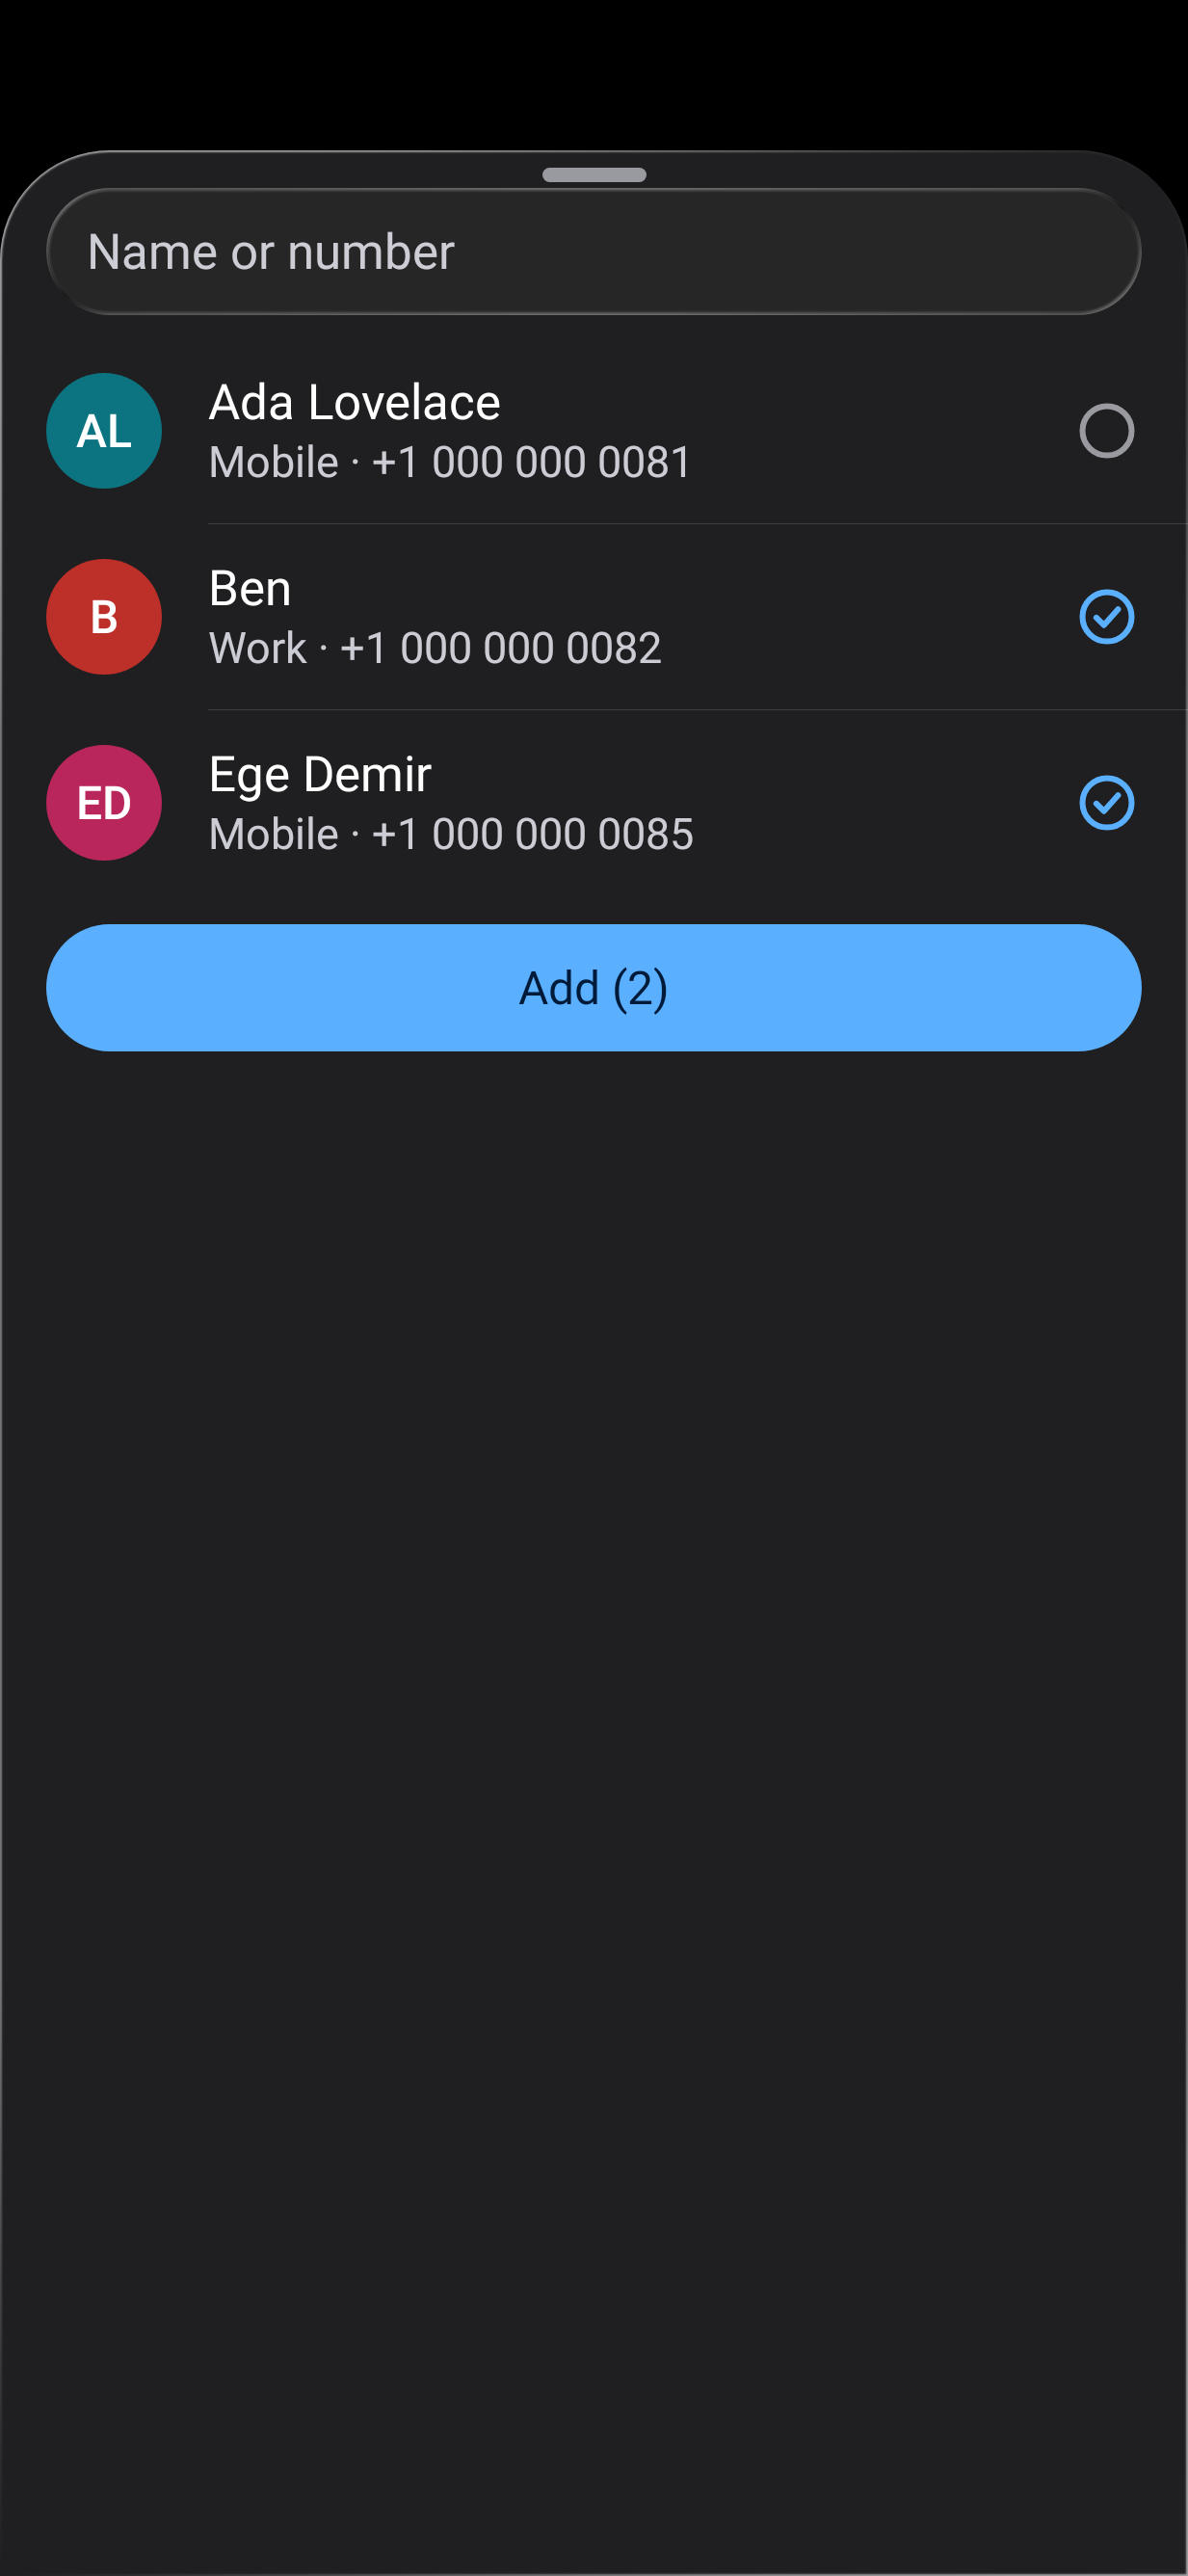 Name or number
AL
Ada Lovelace
Mobile · +1 000 000 0081
B
Ben
Work · +1 000 000 0082
ED
Ege Demir
Mobile · +1 000 000 0085
Add (2)